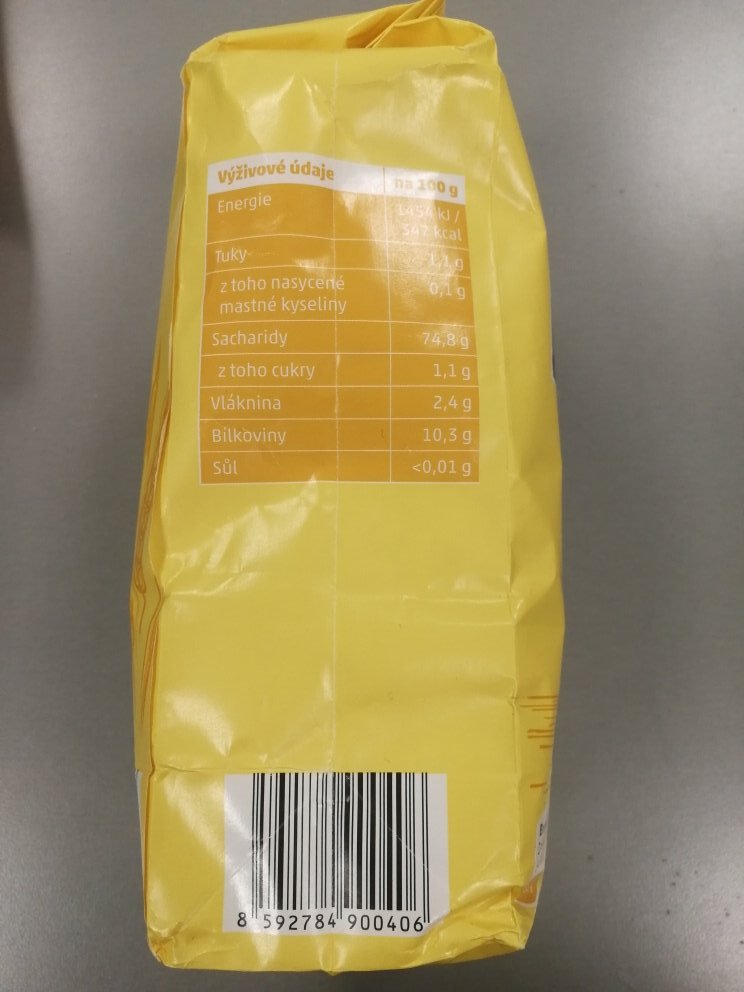 Výživové údaje na 100 g
Energie 1454 kJ /
347 kcal
Tuky 1,1 g
z toho nasycené 0,1 g
mastné kyseliny
Sacharidy 74,8 g
z toho cukry 1,1 g
Vláknina 2,4 g
Bílkoviny 10,3 g
Sůl <0,01 g
8 592784 900406